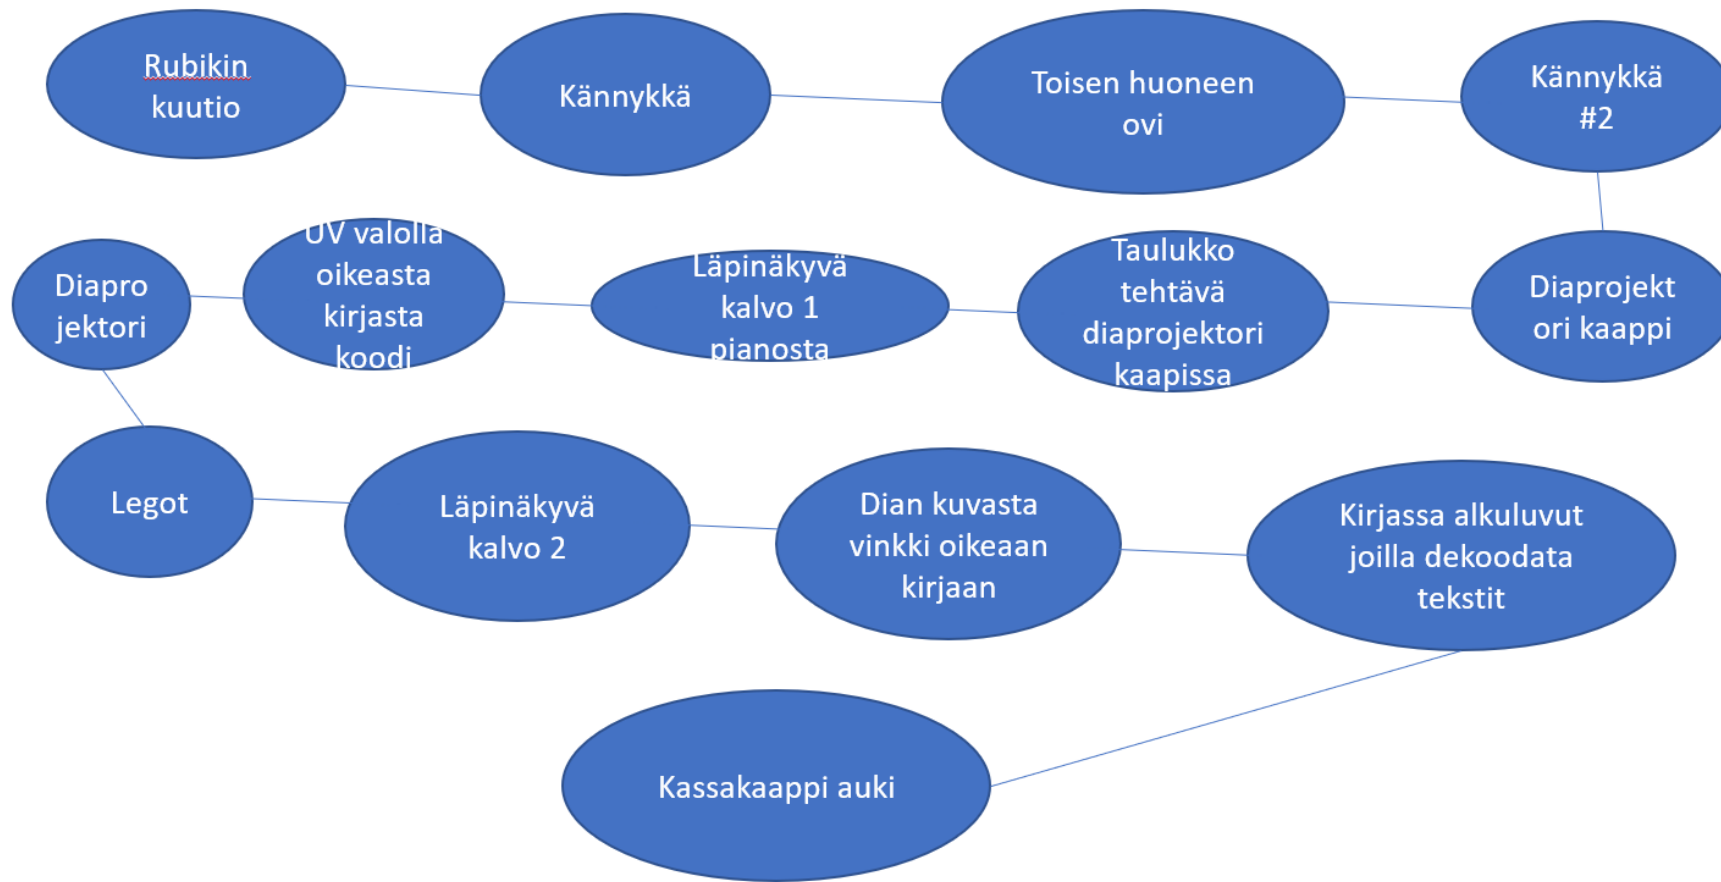 Rubikin
kuutio
Kännykkä
Toisen huoneen
ovi
Kännykkä
#2
Diaprojekt
ori kaappi
Taulukko
tehtävä
diaprojektori
kaapissa
Läpinäkyvä
kalvo 1
pianosta
UV valolla
oikeasta
kirjasta
koodi
Diapro
jektori
Legot
Läpinäkyvä
kalvo 2
Dian kuvasta
vinkki oikeaan
kirjaan
Kirjassa alkuluvut
joilla dekoodata
tekstit
Kassakaappi auki